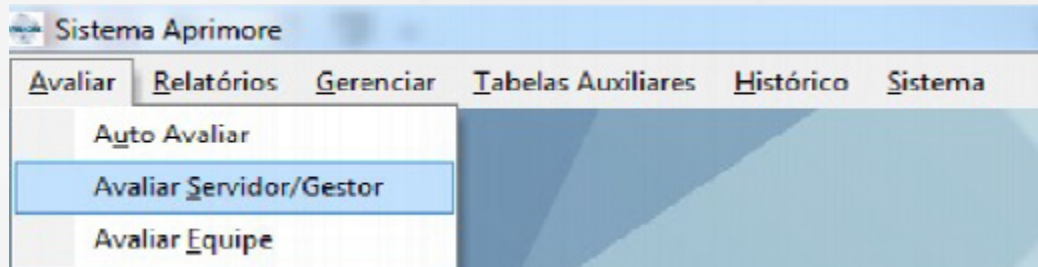 Sistema Aprimore
Avaliar Relatórios Gerenciar Tabelas Auxiliares Histórico Sistema
Auto Avaliar
Avaliar Servidor/Gestor
Avaliar Equipe